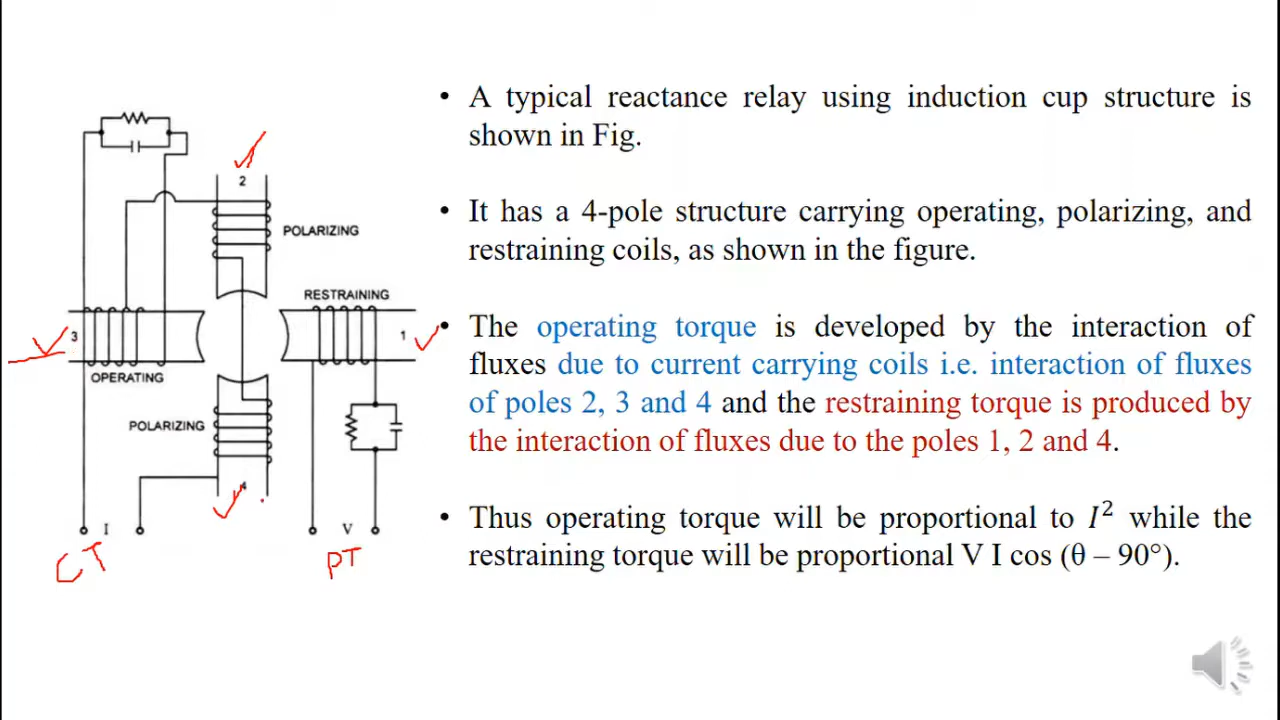 2
POLARIZING
RESTRAINING
3
1
OPERATING
POLARIZING
4
I
V
CT
PT
• A typical reactance relay using induction cup structure is
shown in Fig.
• It has a 4-pole structure carrying operating, polarizing, and
restraining coils, as shown in the figure.
• The operating torque is developed by the interaction of
fluxes due to current carrying coils i.e. interaction of fluxes
of poles 2, 3 and 4 and the restraining torque is produced by
the interaction of fluxes due to the poles 1, 2 and 4.
• Thus operating torque will be proportional to I² while the
restraining torque will be proportional V I cos (θ – 90°).